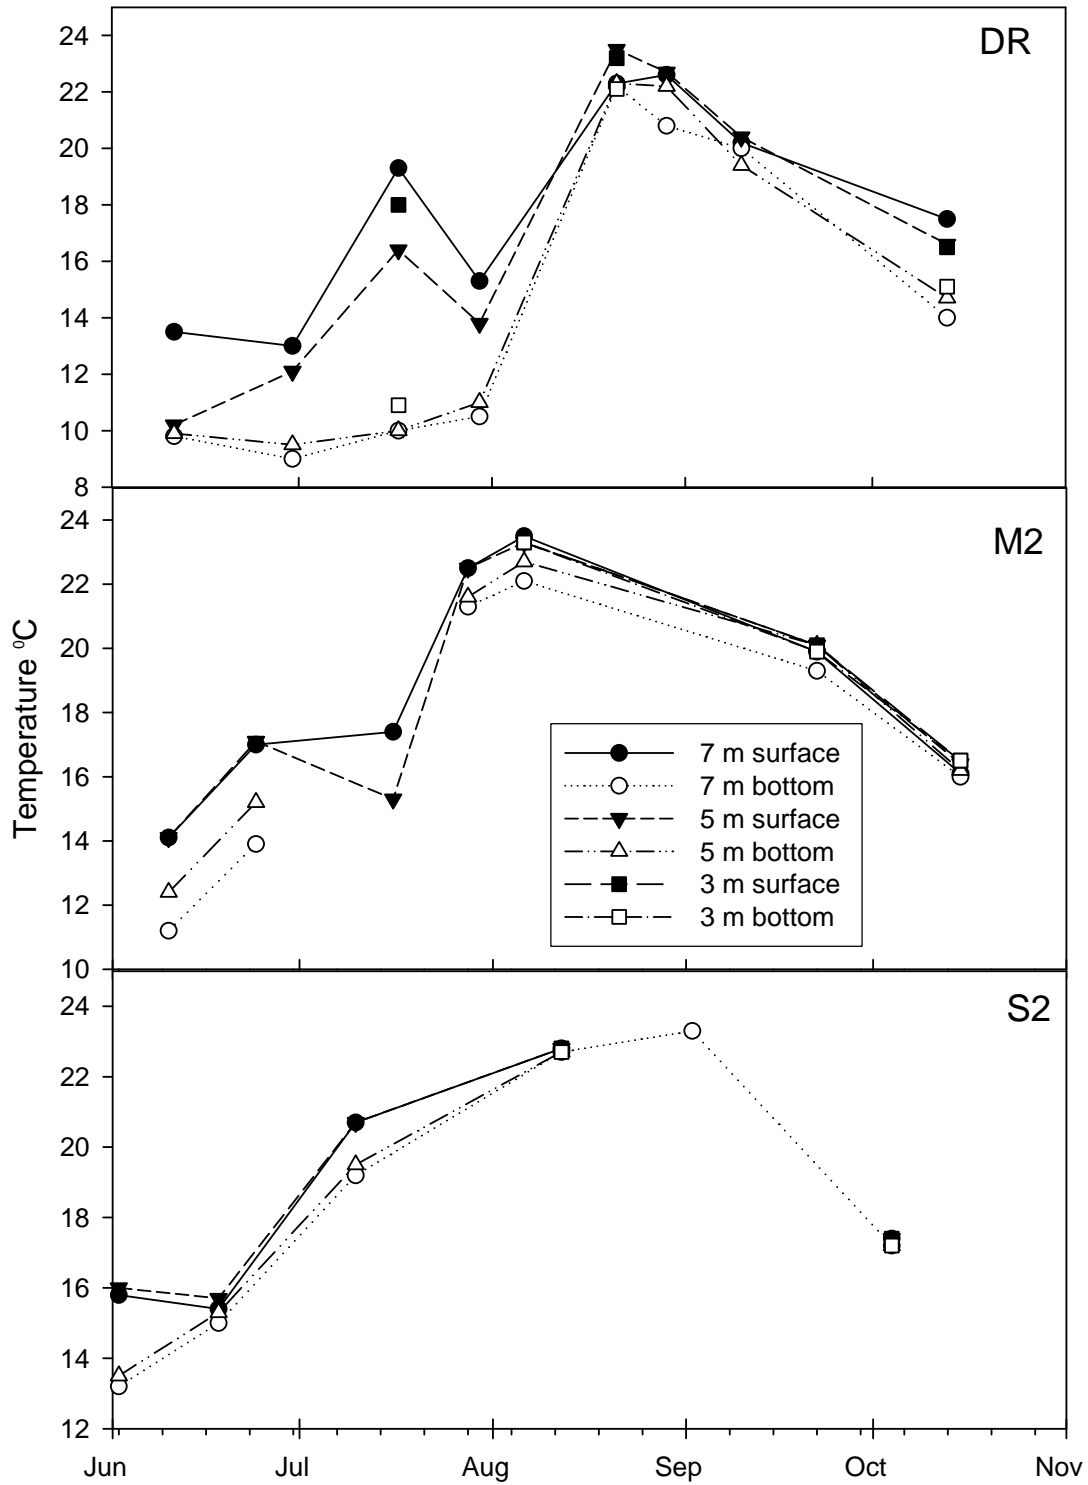 DR
24
22
20
18
16
14
12
10
8
M2
24
22
20
18
16
14
12
10
Temperature ⁰C
7 m surface
7 m bottom
5 m surface
5 m bottom
3 m surface
3 m bottom
S2
24
22
20
18
16
14
12
Jun Jul Aug Sep Oct Nov